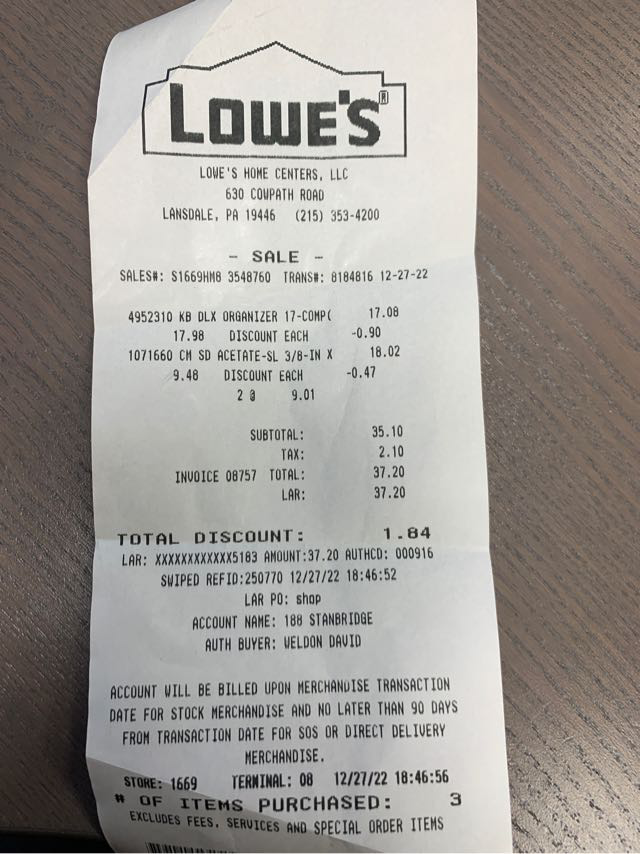 LOWE'S®
LOWE'S HOME CENTERS, LLC
630 COWPATH ROAD
LANSDALE, PA 19446 (215) 353-4200
- SALE -
SALES#: S1669HM8 3548760 TRANS#: 8184816 12-27-22
4952310 KB DLX ORGANIZER 17-COMP( 17.08
17.98 DISCOUNT EACH -0.90
1071660 CM SD ACETATE-SL 3/8-IN X 18.02
9.48 DISCOUNT EACH -0.47
2 @ 9.01
SUBTOTAL: 35.10
TAX: 2.10
INVOICE 08757 TOTAL: 37.20
LAR: 37.20
TOTAL DISCOUNT: 1.84
LAR: XXXXXXXXXXXX5183 AMOUNT:37.20 AUTHCD: 000916
SWIPED REFID:250770 12/27/22 18:46:52
LAR PO: shop
ACCOUNT NAME: 188 STANBRIDGE
AUTH BUYER: WELDON DAVID
ACCOUNT WILL BE BILLED UPON MERCHANDISE TRANSACTION
DATE FOR STOCK MERCHANDISE AND NO LATER THAN 90 DAYS
FROM TRANSACTION DATE FOR SOS OR DIRECT DELIVERY
MERCHANDISE.
STORE: 1669 TERMINAL: 08 12/27/22 18:46:56
# OF ITEMS PURCHASED: 3
EXCLUDES FEES, SERVICES AND SPECIAL ORDER ITEMS